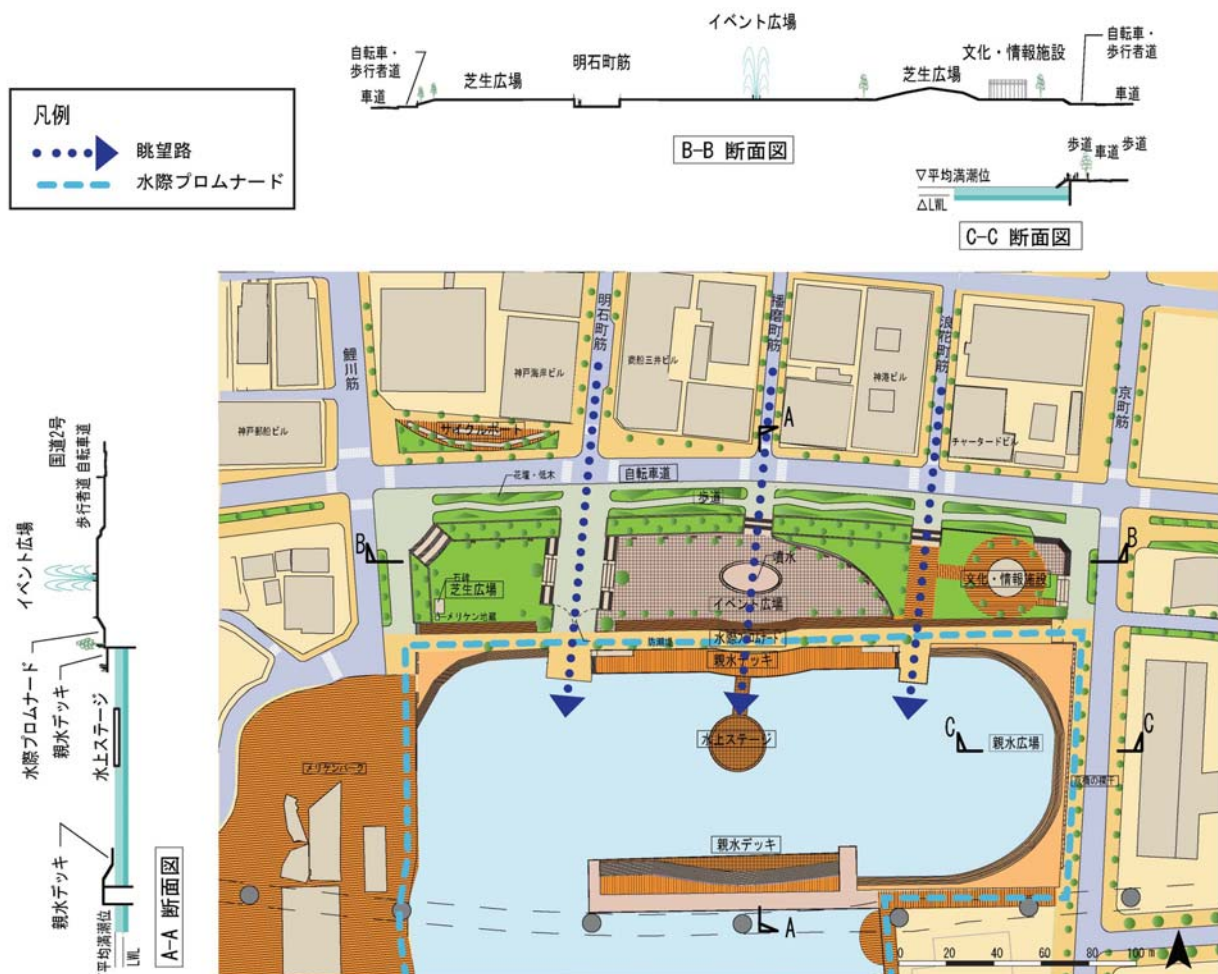 凡例
眺望路
水際プロムナード
イベント広場
自転車・
歩行者道
車道
芝生広場
明石町筋
芝生広場
文化・情報施設
自転車・
歩行者道
車道
B-B 断面図
歩道
車道
歩道
▽平均満潮位
△LWL
C-C 断面図
鯉川筋
明石町筋
播磨町筋
浪花町筋
京町筋
神戸郵船ビル
神戸海岸ビル
商船三井ビル
神港ビル
チャータードビル
サイクルポート
自転車道
花壇・低木
歩道
A
B
B
石碑
芝生広場
メリケン地蔵
噴水
イベント広場
文化・情報施設
水際プロムナード
親水デッキ
水上ステージ
C
C
親水広場
メリケンパーク
親水デッキ
A
0 20 40 60 80 100 m
国道2号
自転車道
歩行者道
イベント広場
水際プロムナード
親水デッキ
水上ステージ
親水デッキ
平均満潮位
LWL
A-A 断面図